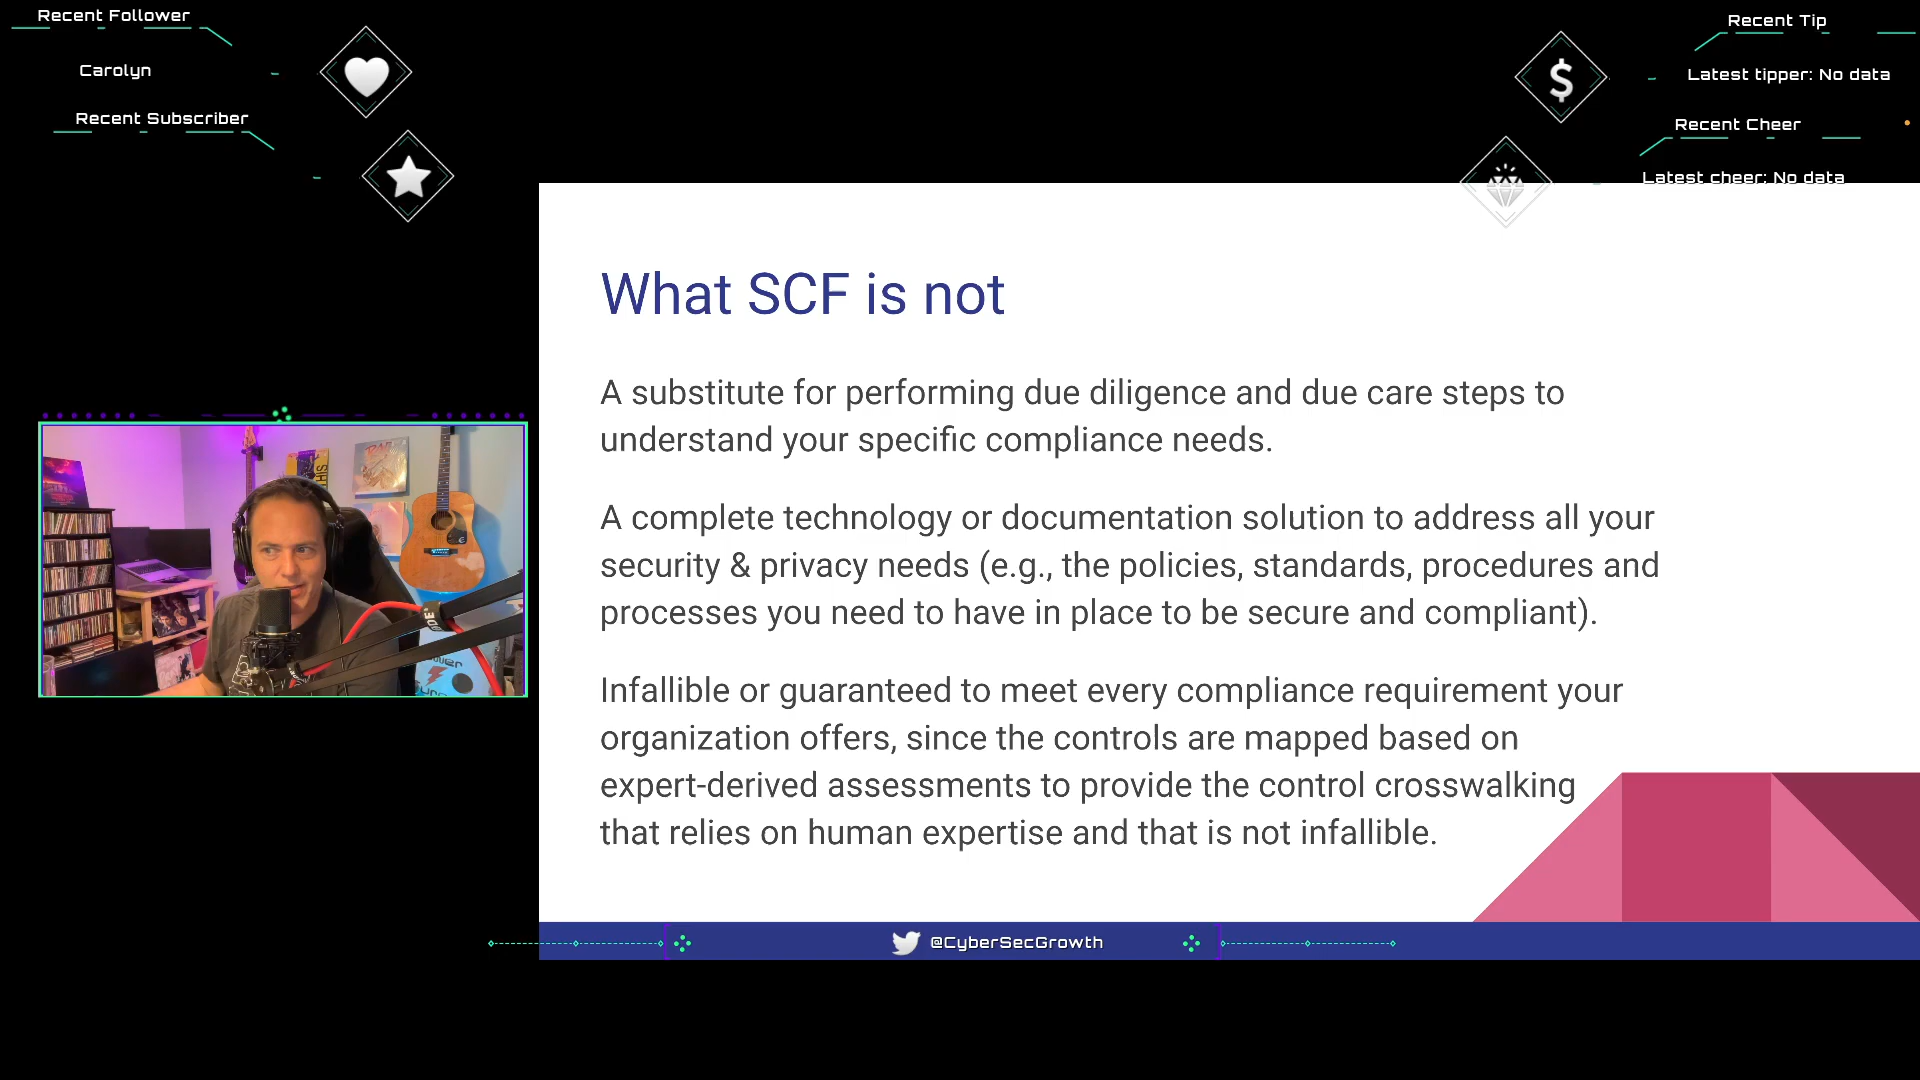 Recent Follower
Carolyn
Recent Subscriber
Recent Tip
Latest tipper: No data
Recent Cheer
Latest cheer: No data
What SCF is not
A substitute for performing due diligence and due care steps to
understand your specific compliance needs.
A complete technology or documentation solution to address all your
security & privacy needs (e.g., the policies, standards, procedures and
processes you need to have in place to be secure and compliant).
Infallible or guaranteed to meet every compliance requirement your
organization offers, since the controls are mapped based on
expert-derived assessments to provide the control crosswalking
that relies on human expertise and that is not infallible.
@CyberSecGrowth